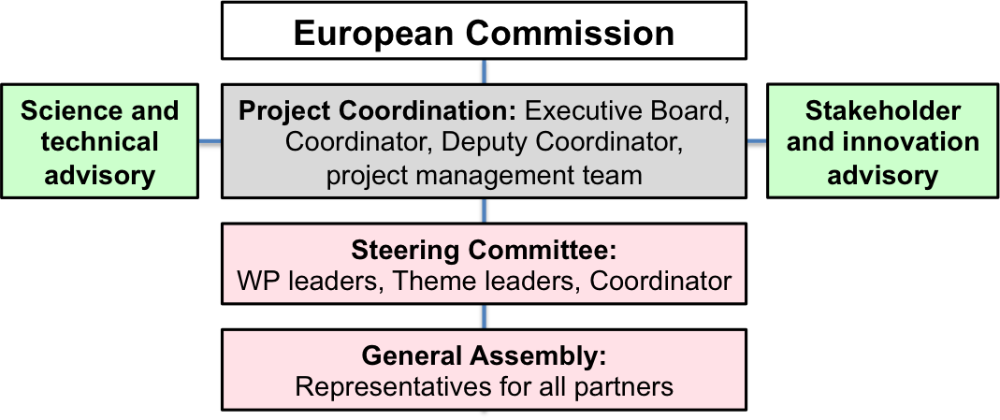 European Commission
Science and
technical
advisory
Project Coordination: Executive Board,
Coordinator, Deputy Coordinator,
project management team
Stakeholder
and innovation
advisory
Steering Committee:
WP leaders, Theme leaders, Coordinator
General Assembly:
Representatives for all partners